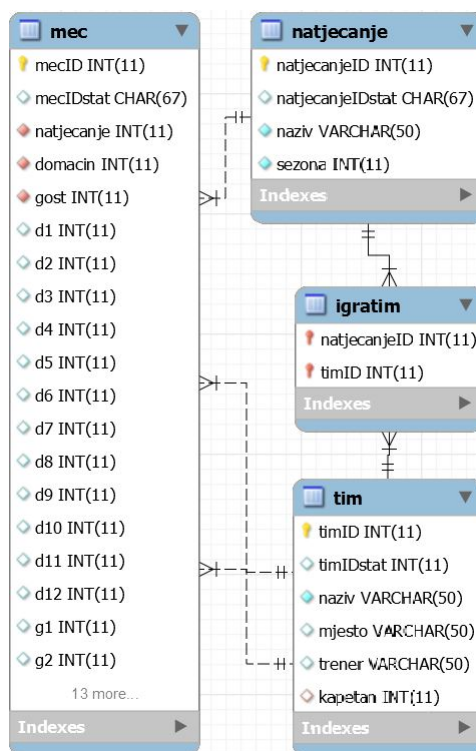 mec
mecID INT(11)
mecIDstat CHAR(67)
natjecanje INT(11)
domacin INT(11)
gost INT(11)
d1 INT(11)
d2 INT(11)
d3 INT(11)
d4 INT(11)
d5 INT(11)
d6 INT(11)
d7 INT(11)
d8 INT(11)
d9 INT(11)
d10 INT(11)
d11 INT(11)
d12 INT(11)
g1 INT(11)
g2 INT(11)
13 more...
Indexes
natjecanje
natjecanjeID INT(11)
natjecanjeIDstat CHAR(67)
naziv VARCHAR(50)
sezona INT(11)
Indexes
igratim
natjecanjeID INT(11)
timID INT(11)
Indexes
tim
timID INT(11)
timIDstat INT(11)
naziv VARCHAR(50)
mjesto VARCHAR(50)
trener VARCHAR(50)
kapetan INT(11)
Indexes